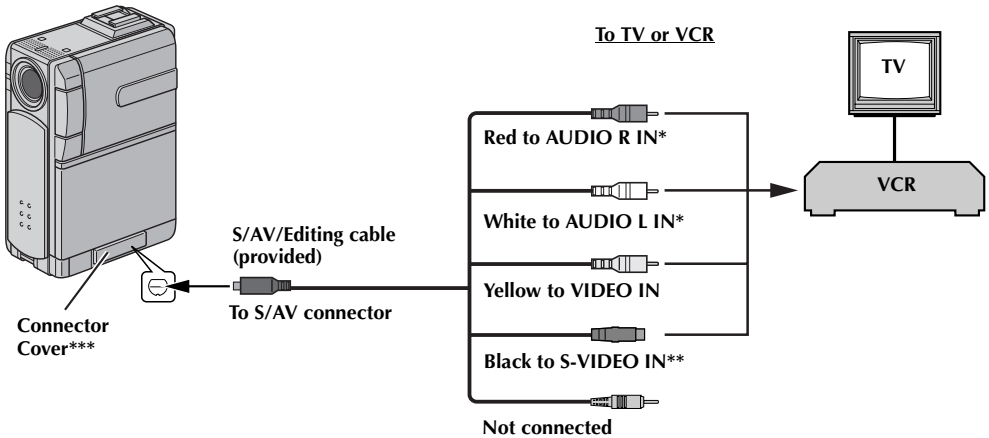 To TV or VCR
TV
Red to AUDIO R IN*
VCR
White to AUDIO L IN*
S/AV/Editing cable
(provided)
Yellow to VIDEO IN
To S/AV connector
Connector
Cover***
Black to S-VIDEO IN**
Not connected